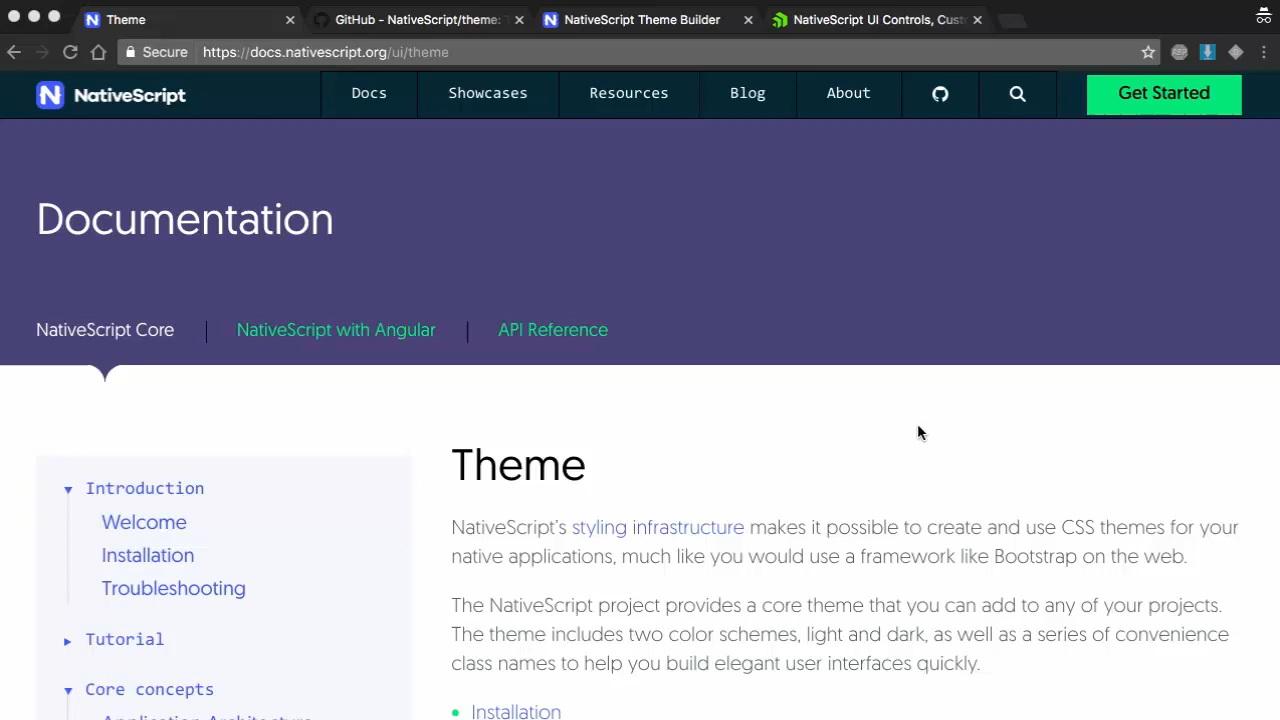 Theme
GitHub - NativeScript/theme:
NativeScript Theme Builder
NativeScript UI Controls, Cust
Secure
https://docs.nativescript.org/ui/theme
N NativeScript
Docs
Showcases
Resources
Blog
About
Get Started
Documentation
NativeScript Core
NativeScript with Angular
API Reference
Introduction
Welcome
Installation
Troubleshooting
Tutorial
Core concepts
Application Architecture
Theme
NativeScript's styling infrastructure makes it possible to create and use CSS themes for your
native applications, much like you would use a framework like Bootstrap on the web.
The NativeScript project provides a core theme that you can add to any of your projects.
The theme includes two color schemes, light and dark, as well as a series of convenience
class names to help you build elegant user interfaces quickly.
Installation